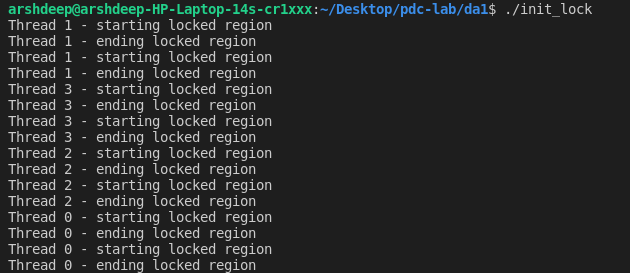 arshdeep@arshdeep-HP-Laptop-14s-cr1xxx:~/Desktop/pdc-lab/da1$ ./init_lock
Thread 1 - starting locked region
Thread 1 - ending locked region
Thread 1 - starting locked region
Thread 1 - ending locked region
Thread 3 - starting locked region
Thread 3 - ending locked region
Thread 3 - starting locked region
Thread 3 - ending locked region
Thread 2 - starting locked region
Thread 2 - ending locked region
Thread 2 - starting locked region
Thread 2 - ending locked region
Thread 0 - starting locked region
Thread 0 - ending locked region
Thread 0 - starting locked region
Thread 0 - ending locked region